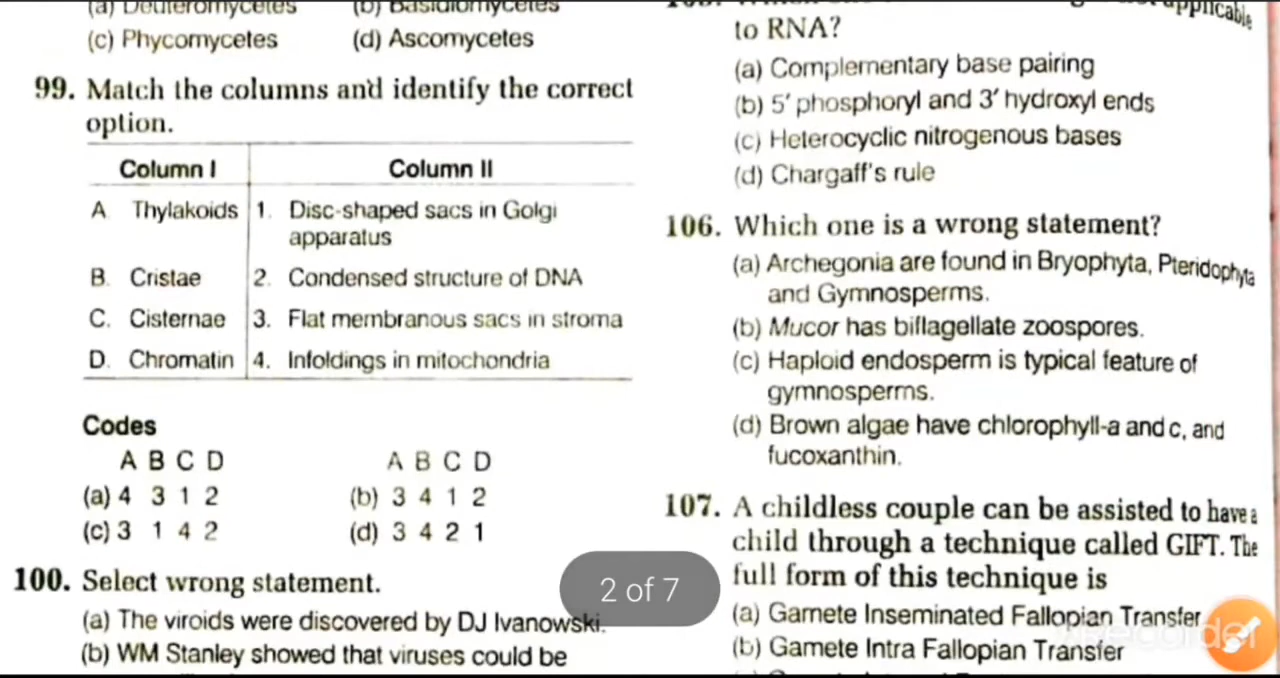 (a) Deuteromycetes (b) Basidiomycetes
(c) Phycomycetes (d) Ascomycetes
99. Match the columns and identify the correct
option.
Column I Column II
A Thylakoids 1. Disc-shaped sacs in Golgi
apparatus
B. Cristae 2. Condensed structure of DNA
C. Cisternae 3. Flat membranous sacs in stroma
D. Chromatin 4. Infoldings in mitochondria
Codes
A B C D A B C D
(a) 4 3 1 2 (b) 3 4 1 2
(c) 3 1 4 2 (d) 3 4 2 1
100. Select wrong statement.
(a) The viroids were discovered by DJ Ivanowski.
(b) WM Stanley showed that viruses could be
applicable
to RNA?
(a) Complementary base pairing
(b) 5′ phosphoryl and 3′ hydroxyl ends
(c) Heterocyclic nitrogenous bases
(d) Chargaff's rule
106. Which one is a wrong statement?
(a) Archegonia are found in Bryophyta, Pteridophyta
and Gymnosperms.
(b) Mucor has biflagellate zoospores.
(c) Haploid endosperm is typical feature of
gymnosperms.
(d) Brown algae have chlorophyll-a and c, and
fucoxanthin.
107. A childless couple can be assisted to have a
child through a technique called GIFT. The
full form of this technique is
(a) Gamete Inseminated Fallopian Transfer
(b) Gamete Intra Fallopian Transfer
2 of 7